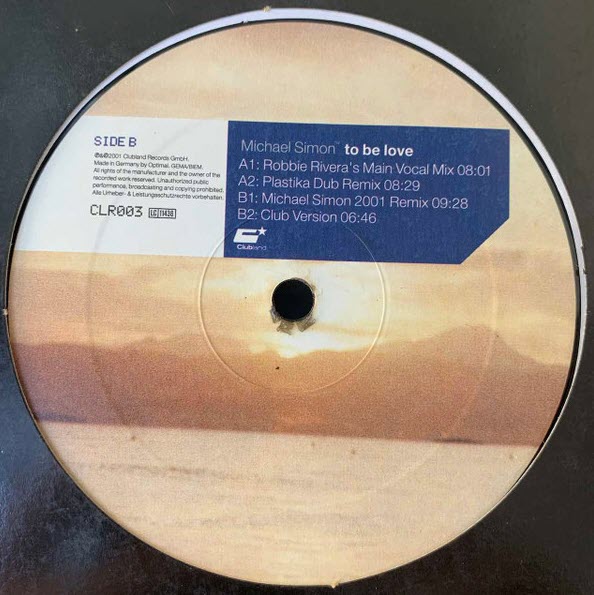 SIDE B
℗&©2001 Clubland Records GmbH.
Made in Germany by Optimal. GEMA/BIEM.
All rights of the manufacturer and the owner of the
recorded work reserved. Unauthorized public
performance, broadcasting and copying prohibited.
Alle Urheber- & Leistungsschutzrechte vorbehalten.
CLR003 LC 11438
Michael Simon to be love
A1: Robbie Rivera's Main Vocal Mix 08:01
A2: Plastika Dub Remix 08:29
B1: Michael Simon 2001 Remix 09:28
B2: Club Version 06:46
Clubland